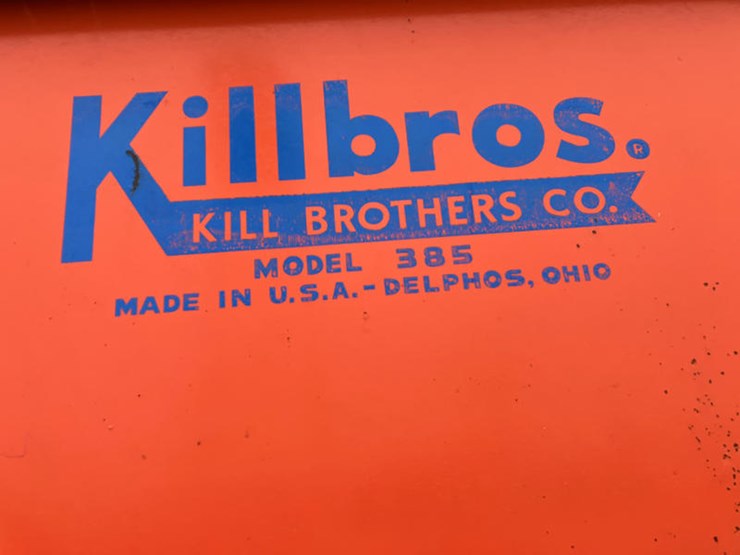 Killbros.®
KILL BROTHERS CO.
MODEL 385
MADE IN U.S.A.-DELPHOS, OHIO